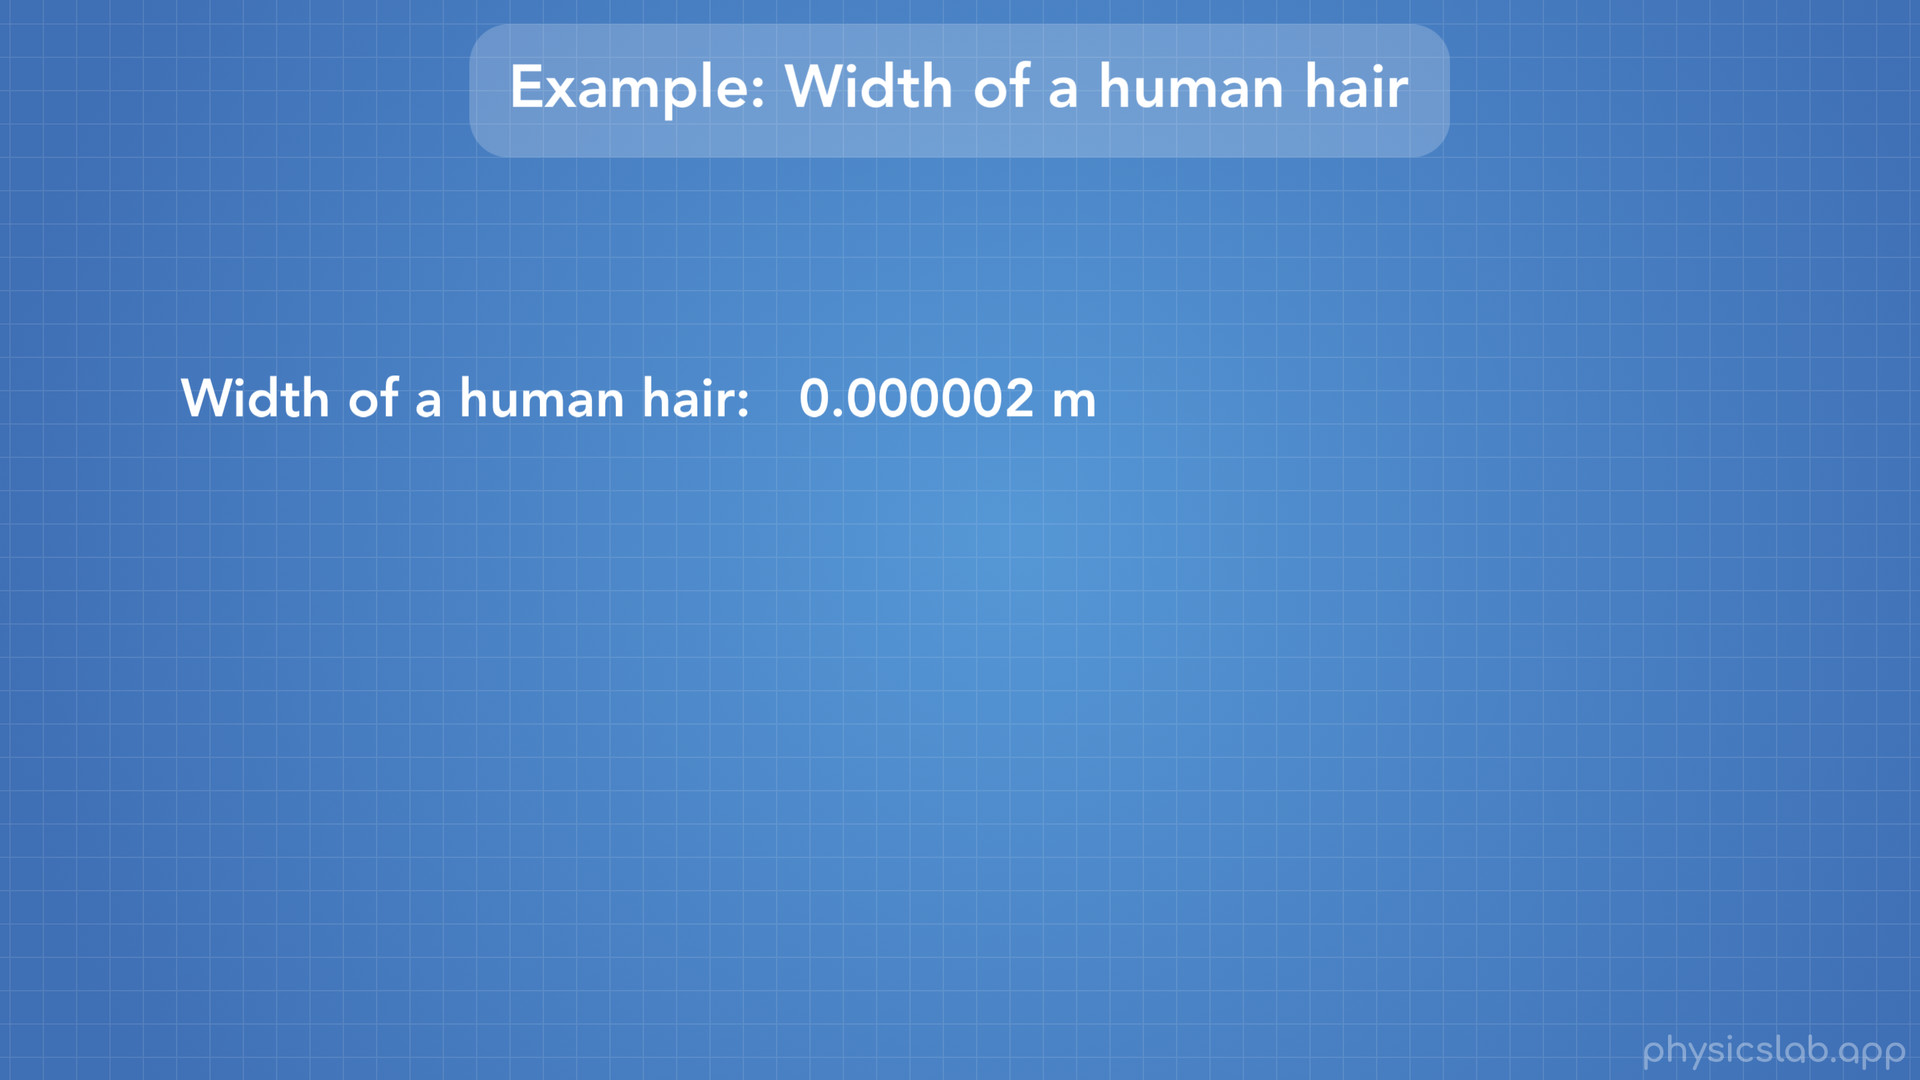 Example: Width of a human hair
Width of a human hair: 0.000002 m
physicslab.app